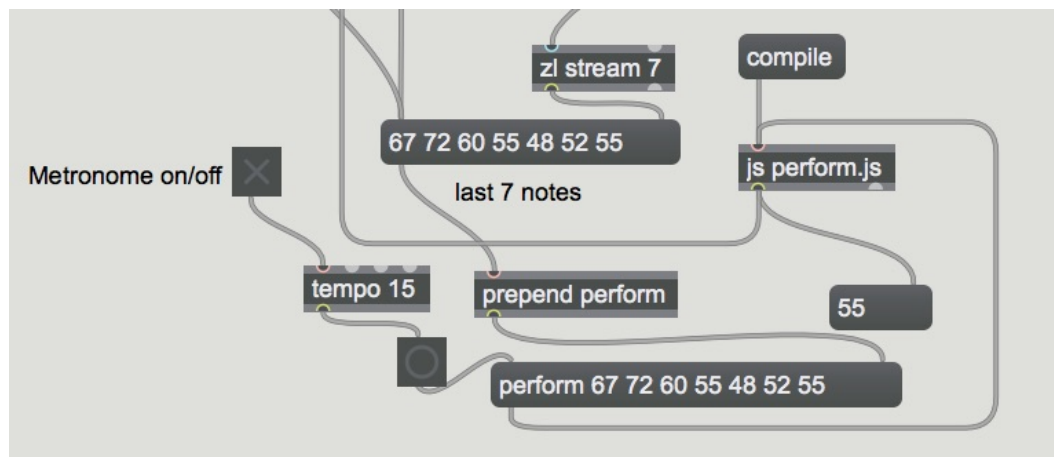 zl stream 7
compile
67 72 60 55 48 52 55
js perform.js
Metronome on/off
last 7 notes
tempo 15
prepend perform
55
perform 67 72 60 55 48 52 55